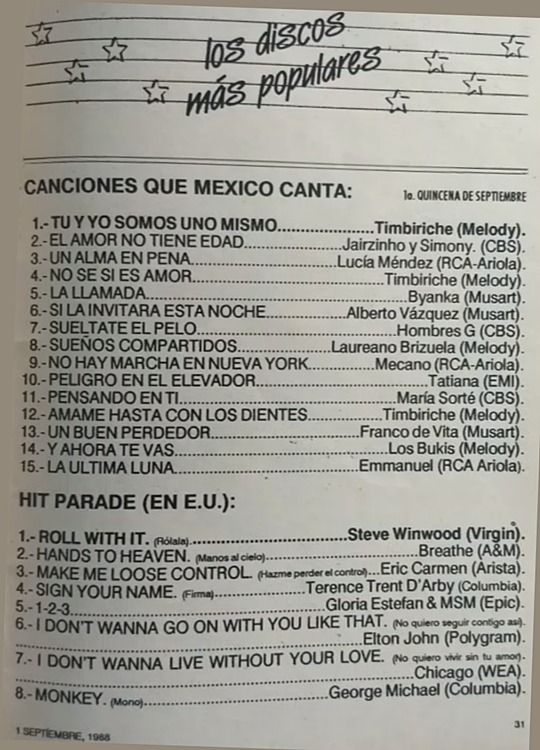 los discos
más populares
CANCIONES QUE MEXICO CANTA: 1a. QUINCENA DE SEPTIEMBRE
1.- TU Y YO SOMOS UNO MISMO..................Timbiriche (Melody).
2.- EL AMOR NO TIENE EDAD..................Jairzinho y Simony. (CBS).
3.- UN ALMA EN PENA..................Lucía Méndez (RCA-Ariola).
4.- NO SE SI ES AMOR..................Timbiriche (Melody).
5.- LA LLAMADA..................Byanka (Musart).
6.- SI LA INVITARA ESTA NOCHE..................Alberto Vázquez (Musart).
7.- SUELTATE EL PELO..................Hombres G (CBS).
8.- SUEÑOS COMPARTIDOS..................Laureano Brizuela (Melody).
9.- NO HAY MARCHA EN NUEVA YORK..................Mecano (RCA-Ariola).
10.- PELIGRO EN EL ELEVADOR..................Tatiana (EMI).
11.- PENSANDO EN TI..................María Sorté (CBS).
12.- AMAME HASTA CON LOS DIENTES..................Timbiriche (Melody).
13.- UN BUEN PERDEDOR..................Franco de Vita (Musart).
14.- Y AHORA TE VAS..................Los Bukis (Melody).
15.- LA ULTIMA LUNA..................Emmanuel (RCA Ariola).
HIT PARADE (EN E.U.):
1.- ROLL WITH IT. (Rólala)..................Steve Winwood (Virgin).
2.- HANDS TO HEAVEN. (Manos al cielo)..................Breathe (A&M).
3.- MAKE ME LOOSE CONTROL. (Hazme perder el control)...Eric Carmen (Arista).
4.- SIGN YOUR NAME. (Firma)..................Terence Trent D'Arby (Columbia).
5.- 1-2-3..................Gloria Estefan & MSM (Epic).
6.- I DON'T WANNA GO ON WITH YOU LIKE THAT. (No quiero seguir contigo así).
..................Elton John (Polygram).
7.- I DON'T WANNA LIVE WITHOUT YOUR LOVE. (No quiero vivir sin tu amor).
..................Chicago (WEA).
8.- MONKEY. (Mono)..................George Michael (Columbia).
1 SEPTIEMBRE, 1988 31